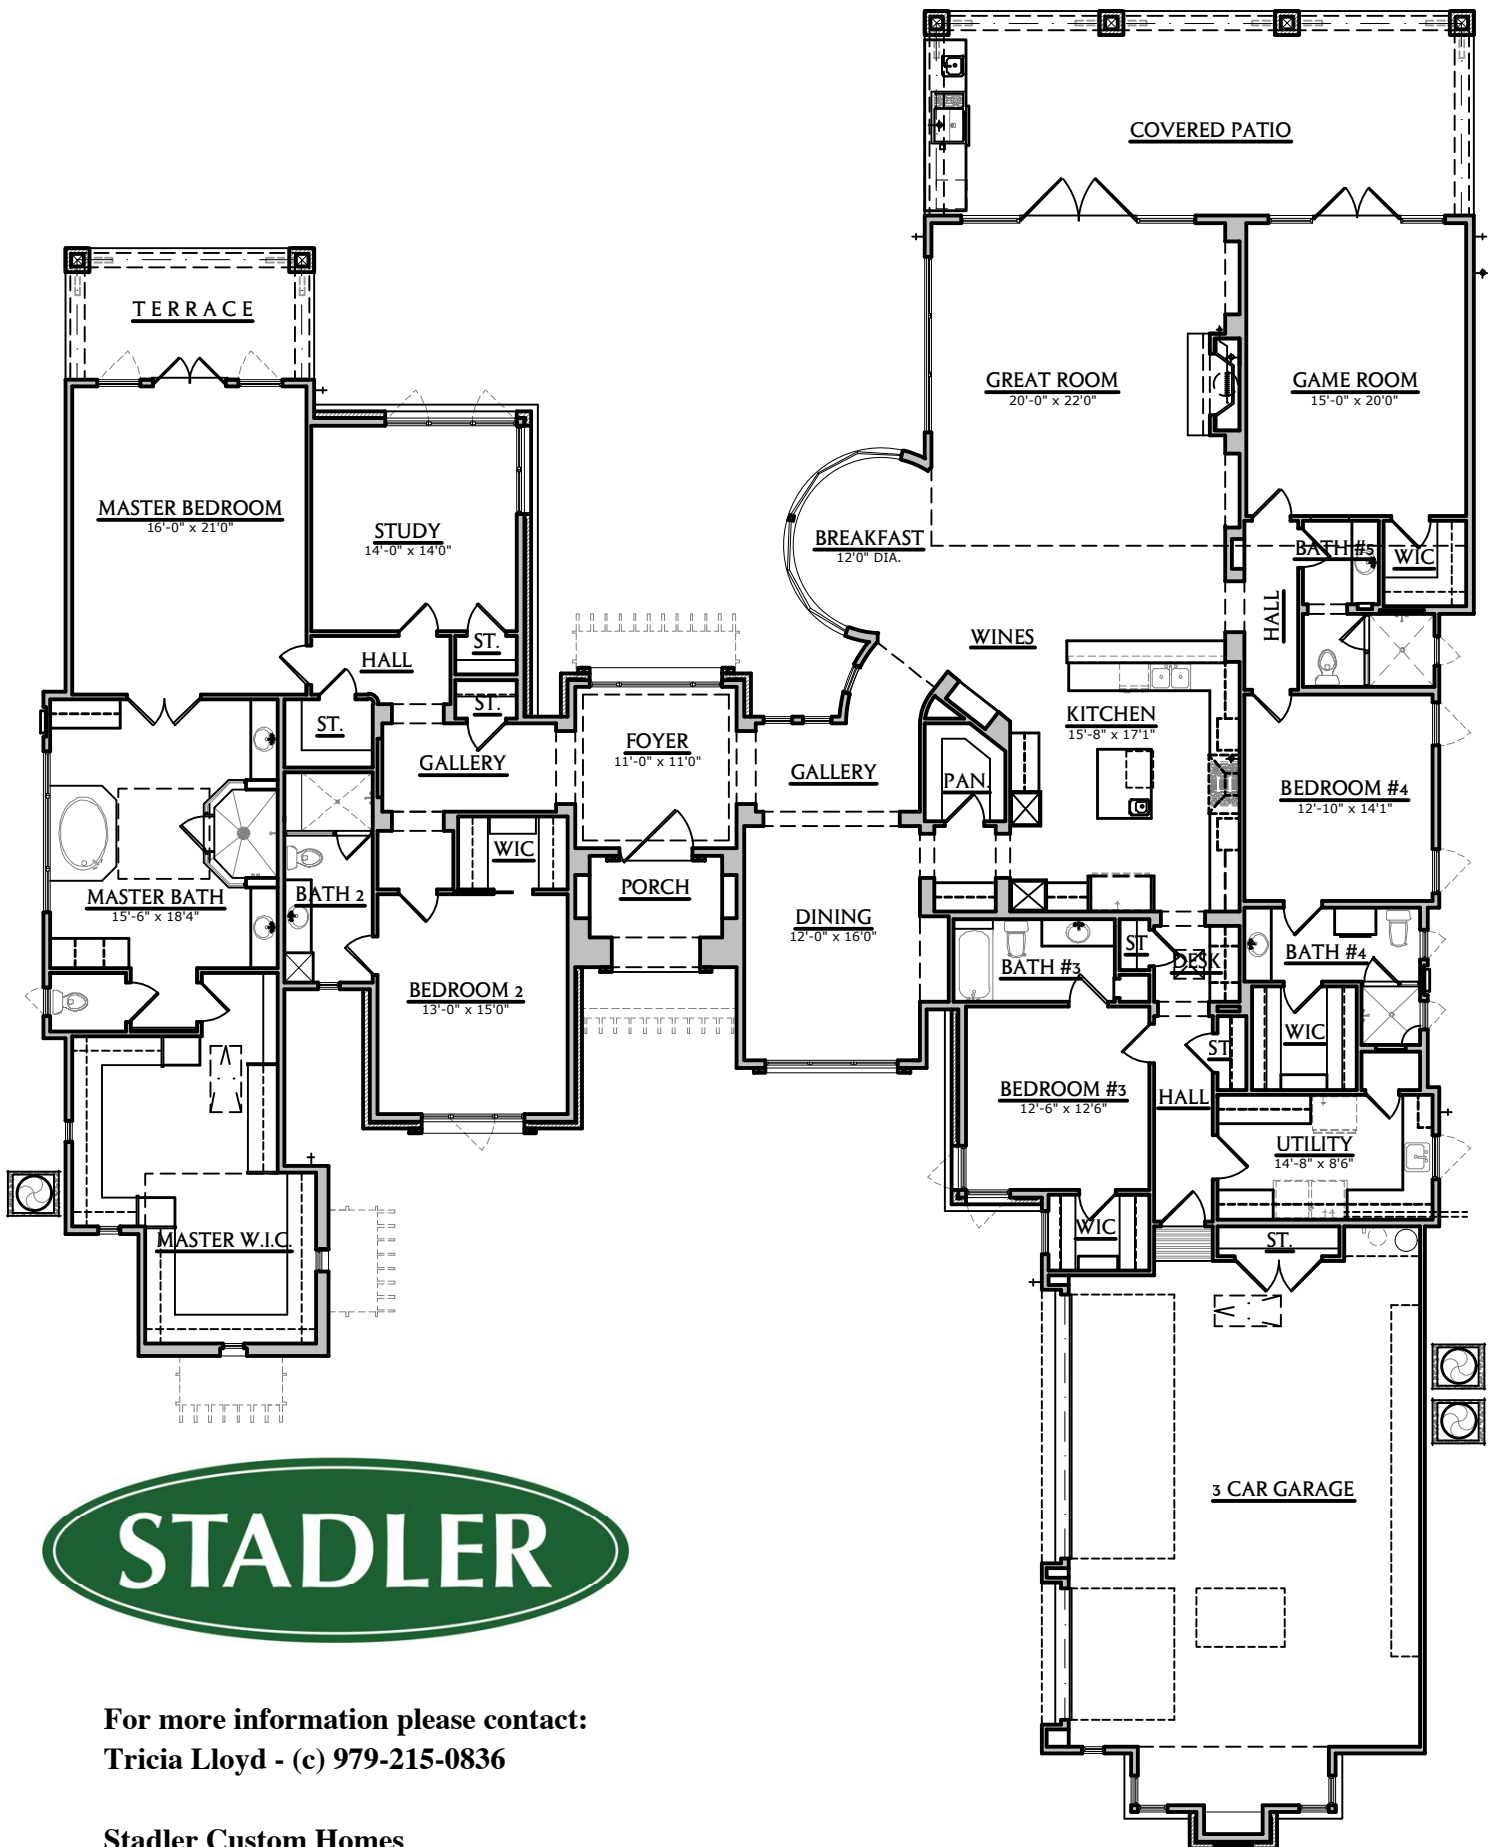 COVERED PATIO
TERRACE
GREAT ROOM
20'-0" x 22'0"
GAME ROOM
15'-0" x 20'0"
MASTER BEDROOM
16'-0" x 21'0"
STUDY
14'-0" x 14'0"
BREAKFAST
12'0" DIA.
BATH #5
WIC
HALL
WINES
ST.
HALL
ST.
ST.
KITCHEN
15'-8" x 17'1"
FOYER
11'-0" x 11'0"
GALLERY
GALLERY
PAN.
BEDROOM #4
12'-10" x 14'1"
WIC
PORCH
MASTER BATH
15'-6" x 18'4"
BATH 2
DINING
12'-0" x 16'0"
BATH #3
ST
DESK
BATH #4
BEDROOM 2
13'-0" x 15'0"
WIC
ST
BEDROOM #3
12'-6" x 12'6"
HALL
UTILITY
14'-8" x 8'6"
WIC
ST.
MASTER W.I.C.
3 CAR GARAGE
STADLER
For more information please contact:
Tricia Lloyd - (c) 979-215-0836
Stadler Custom Homes